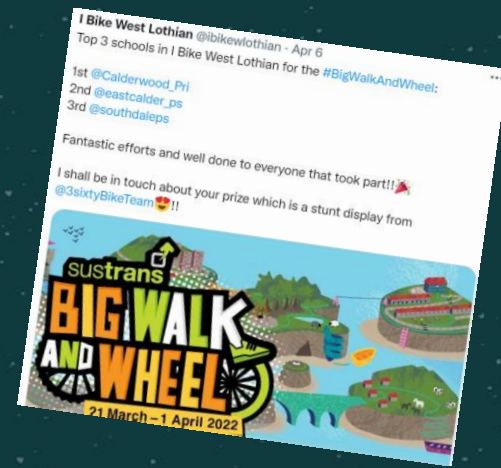 I Bike West Lothian @ibikewlothian · Apr 6
Top 3 schools in I Bike West Lothian for the #BigWalkAndWheel:
1st @Calderwood_Pri
2nd @eastcalder_ps
3rd @southdaleps
Fantastic efforts and well done to everyone that took part!!🎉
I shall be in touch about your prize which is a stunt display from
@3sixtyBikeTeam😍!!
sustrans
BIG WALK
AND WHEEL
21 March – 1 April 2022